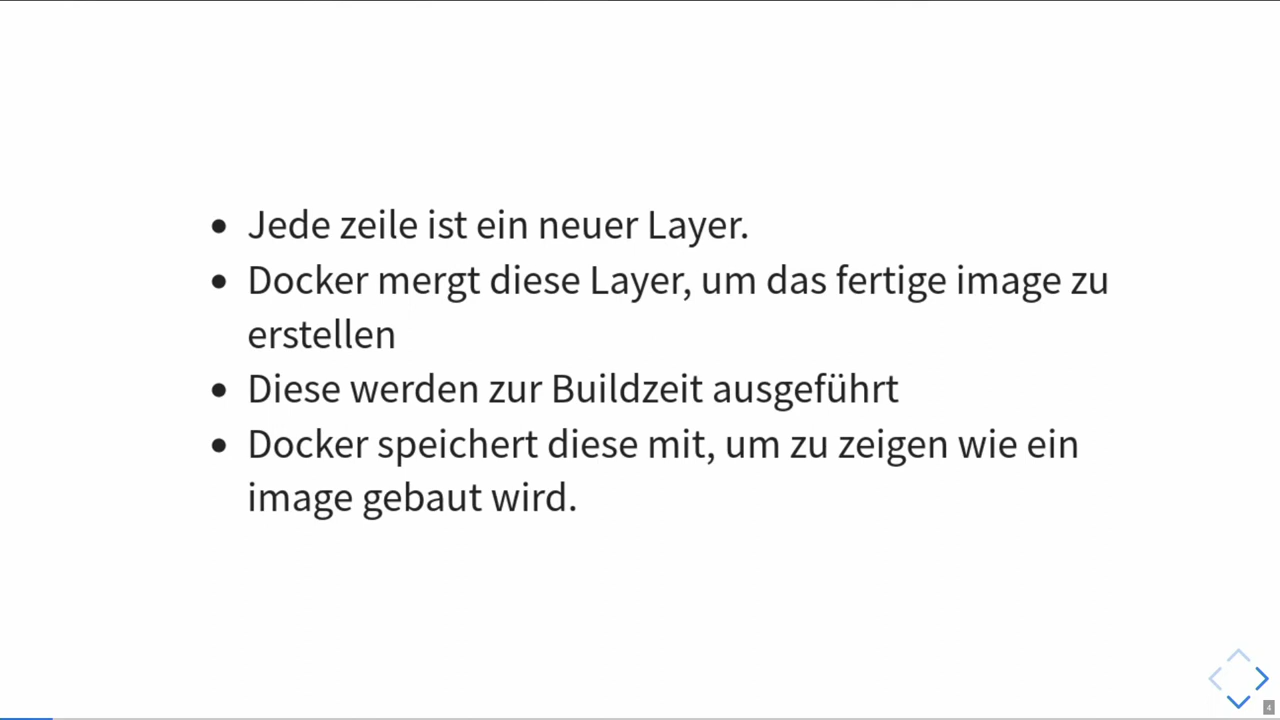 Jede zeile ist ein neuer Layer.
Docker mergt diese Layer, um das fertige image zu
erstellen
Diese werden zur Buildzeit ausgeführt
Docker speichert diese mit, um zu zeigen wie ein
image gebaut wird.
4